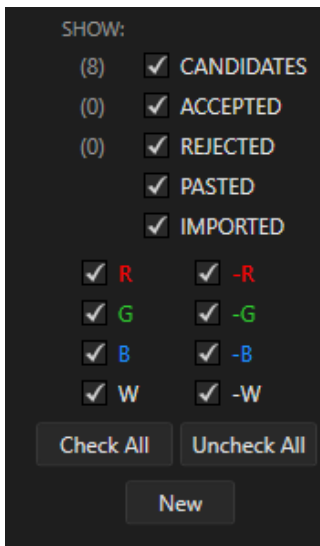 SHOW:
(8) CANDIDATES
(0) ACCEPTED
(0) REJECTED
PASTED
IMPORTED
R -R
G -G
B -B
W -W
Check All Uncheck All
New